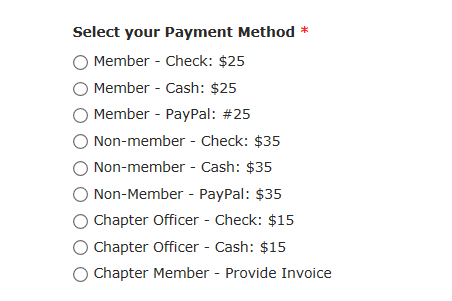 Select your Payment Method *
Member - Check: $25
Member - Cash: $25
Member - PayPal: #25
Non-member - Check: $35
Non-member - Cash: $35
Non-Member - PayPal: $35
Chapter Officer - Check: $15
Chapter Officer - Cash: $15
Chapter Member - Provide Invoice